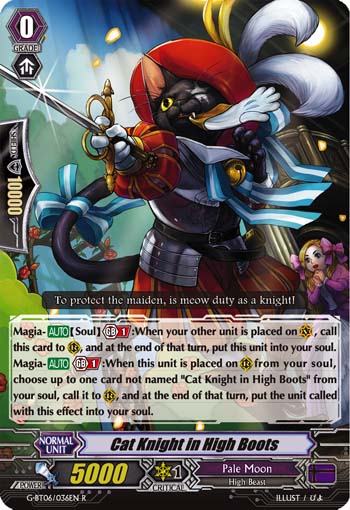 0
GRADE
SHIELD
10000
To protect the maiden, is meow duty as a knight!
Magia-AUTO[Soul] GB 1:When your other unit is placed on RC, call
this card to RC, and at the end of that turn, put this unit into your soul.
Magia-AUTO GB 1:When this unit is placed on RC from your soul,
choose up to one card not named "Cat Knight in High Boots" from
your soul, call it to RC, and at the end of that turn, put the unit called
with this effect into your soul.
NORMAL
UNIT
Cat Knight in High Boots
POWER
5000
1
CRITICAL
Pale Moon
High Beast
G-BT06/036EN R
ILLUST /